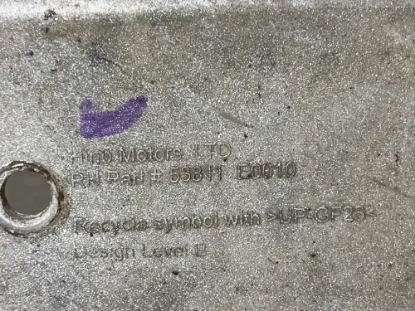 Hino Motors LTD
RH Part # 53811 E0010
Recycle symbol with >UP-GF25<
Design Level B